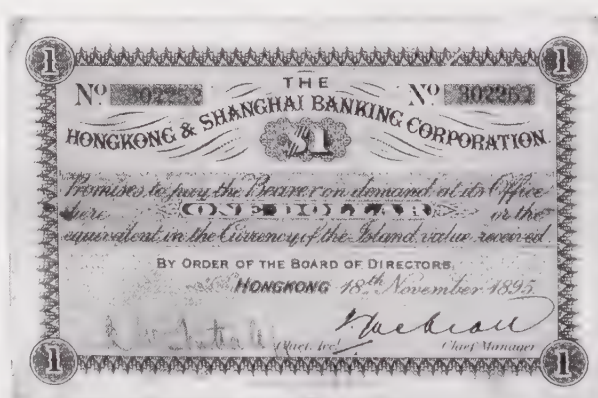 1 1
THE
Nº 302252 Nº 302252
HONGKONG & SHANGHAI BANKING CORPORATION.
$1
Promises to pay the Bearer on demand at its Office
here ONE DOLLAR or the
equivalent in the Currency of the Island value received
BY ORDER OF THE BOARD OF DIRECTORS,
HONGKONG 18th November 1895
Chief Manager
1 1